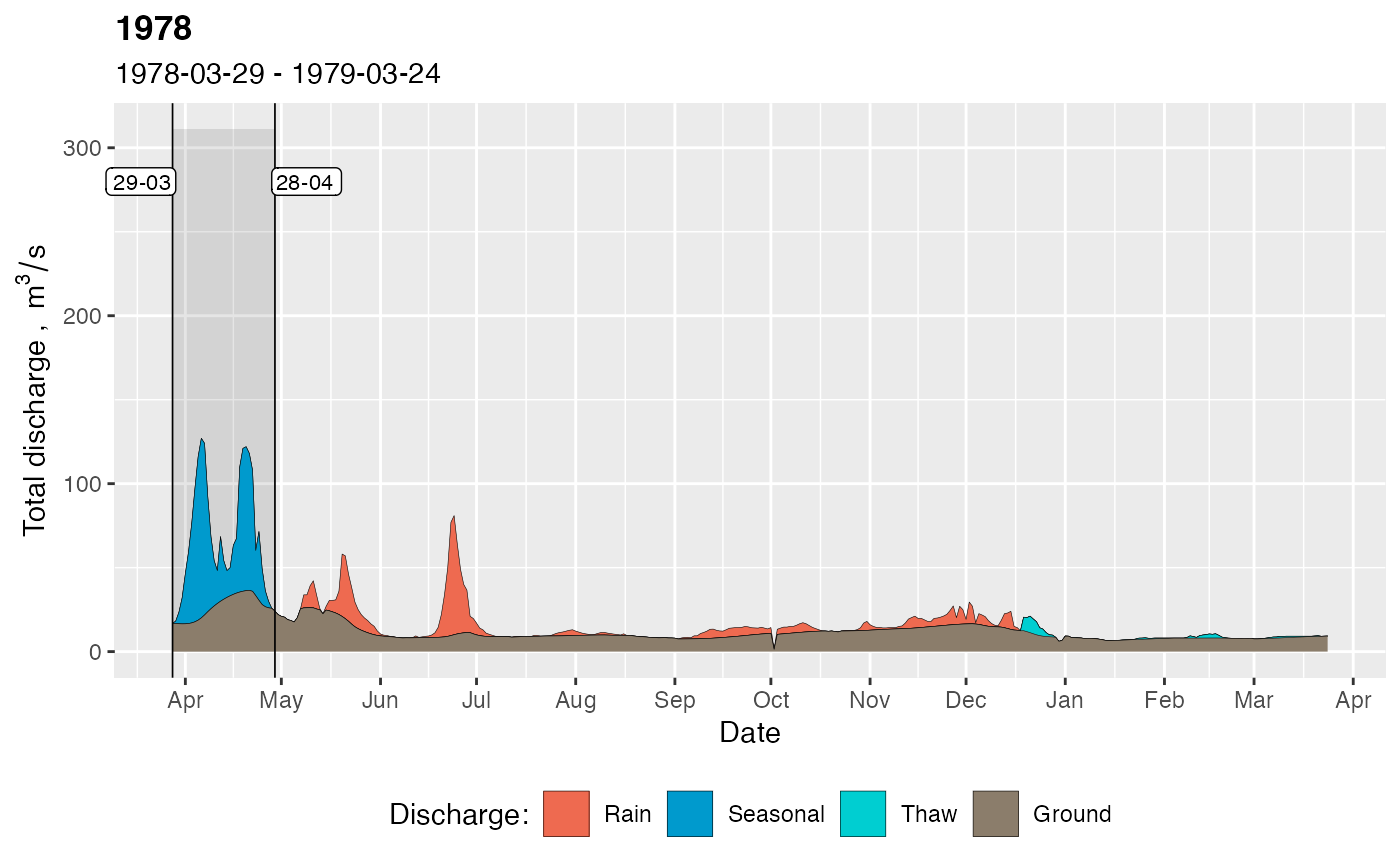 1978
1978-03-29 - 1979-03-24
Total discharge , m³/s
300
200
100
0
29-03
28-04
Apr May Jun Jul Aug Sep Oct Nov Dec Jan Feb Mar Apr
Date
Discharge: Rain Seasonal Thaw Ground